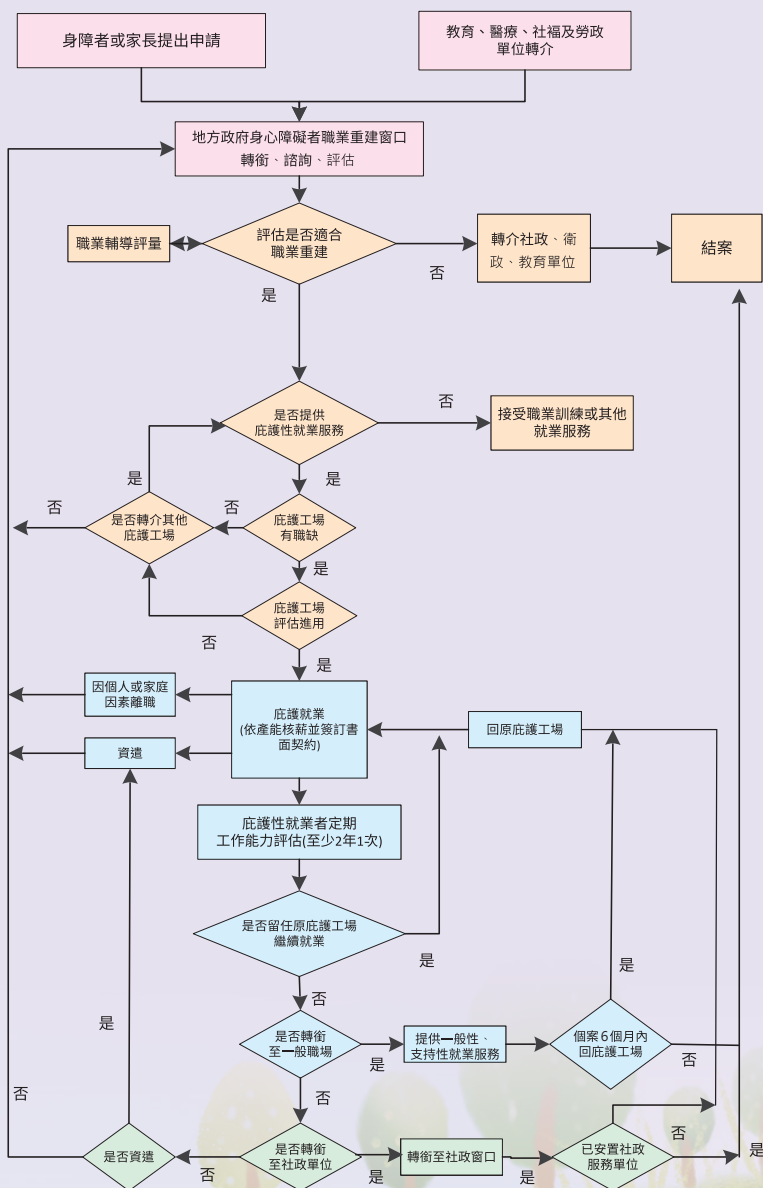 身障者或家長提出申請
教育、醫療、社福及勞政
單位轉介
地方政府身心障礙者職業重建窗口
轉銜、諮詢、評估
職業輔導評量
評估是否適合
職業重建
否
轉介社政、衛
政、教育單位
結案
是
是否提供
庇護性就業服務
否
接受職業訓練或其他
就業服務
是
是
否
是否轉介其他
庇護工場
否
庇護工場
有職缺
是
庇護工場
評估進用
否
是
因個人或家庭
因素離職
庇護就業
(依產能核薪並簽訂書
面契約)
回原庇護工場
資遣
庇護性就業者定期
工作能力評估(至少2年1次)
是否留任原庇護工場
繼續就業
是
是
否
是
是否轉銜
至一般職場
是
提供一般性、
支持性就業服務
個案6個月內
回庇護工場
否
否
否
是否資遣
否
是否轉銜
至社政單位
是
轉銜至社政窗口
是
已安置社政
服務單位
否
是